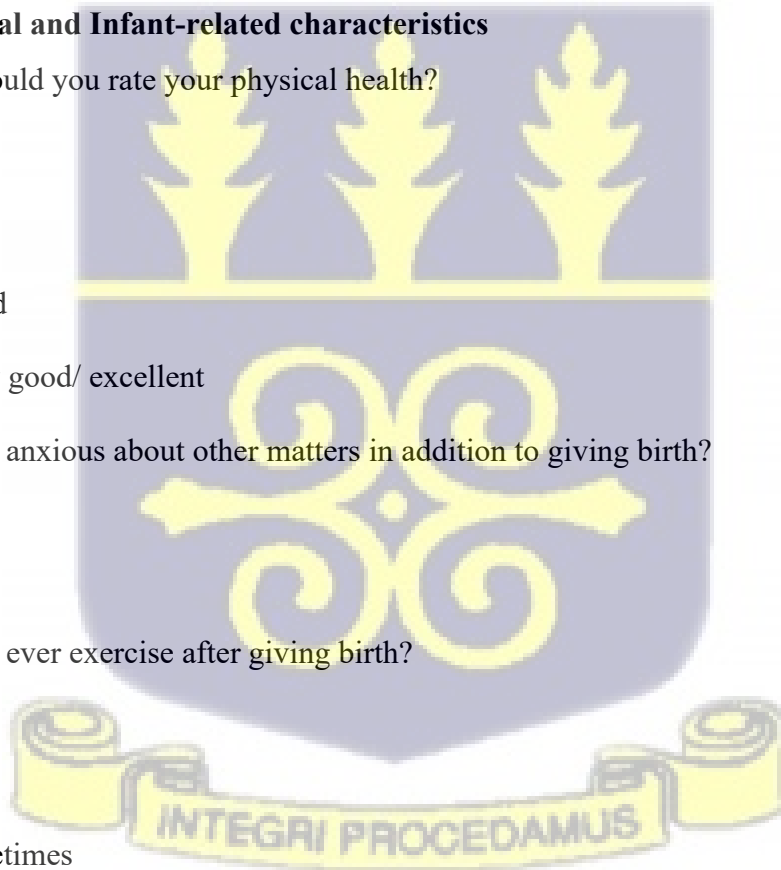 al and Infant-related characteristics
ould you rate your physical health?
d
good/ excellent
anxious about other matters in addition to giving birth?
ever exercise after giving birth?
INTEGRI PROCEDAMUS
etimes